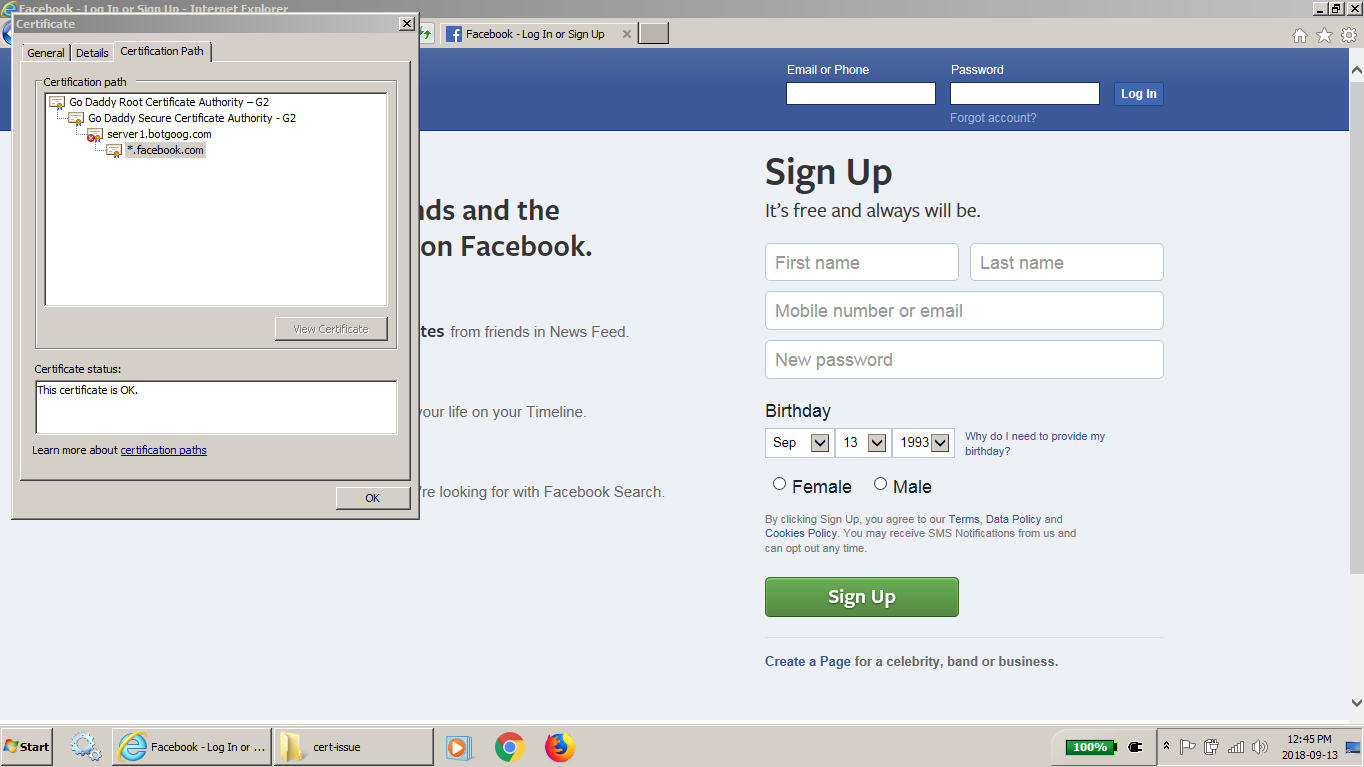 Facebook - Log In or Sign Up - Internet Explorer
Certificate
General
Details
Certification Path
Certification path
Go Daddy Root Certificate Authority – G2
Go Daddy Secure Certificate Authority - G2
server1.botgoog.com
*.facebook.com
View Certificate
Certificate status:
This certificate is OK.
Learn more about certification paths
OK
Facebook - Log In or Sign Up
Email or Phone
Password
Log In
Forgot account?
nds and the
on Facebook.
tes from friends in News Feed.
your life on your Timeline.
're looking for with Facebook Search.
Sign Up
It's free and always will be.
First name
Last name
Mobile number or email
New password
Birthday
Sep
13
1993
Why do I need to provide my
birthday?
Female
Male
By clicking Sign Up, you agree to our Terms, Data Policy and
Cookies Policy. You may receive SMS Notifications from us and
can opt out any time.
Sign Up
Create a Page for a celebrity, band or business.
Start
Facebook - Log In or ...
cert-issue
100%
12:45 PM
2018-09-13